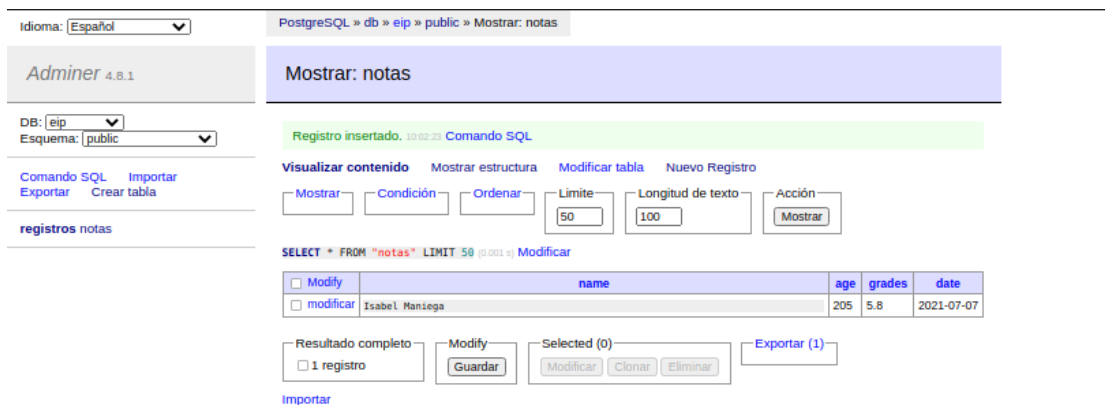 Idioma: Español
PostgreSQL » db » eip » public » Mostrar: notas
Adminer 4.8.1
Mostrar: notas
DB: eip
Esquema: public
Comando SQL Importar
Exportar Crear tabla
registros notas
Registro insertado. 10:02:23 Comando SQL
Visualizar contenido Mostrar estructura Modificar tabla Nuevo Registro
Mostrar Condición Ordenar Limite Longitud de texto Acción
50 100 Mostrar
SELECT * FROM "notas" LIMIT 50 (0.001 s) Modificar
Modify name age grades date
modificar Isabel Maniega 205 5.8 2021-07-07
Resultado completo Modify Selected (0) Exportar (1)
1 registro Guardar Modificar Clonar Eliminar
Importar